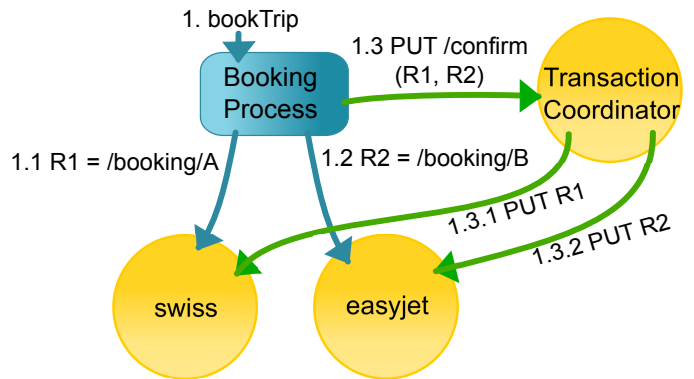 1. bookTrip
1.3 PUT /confirm
(R1, R2)
Booking
Process
Transaction
Coordinator
1.1 R1 = /booking/A
1.2 R2 = /booking/B
1.3.1 PUT R1
1.3.2 PUT R2
swiss
easyjet